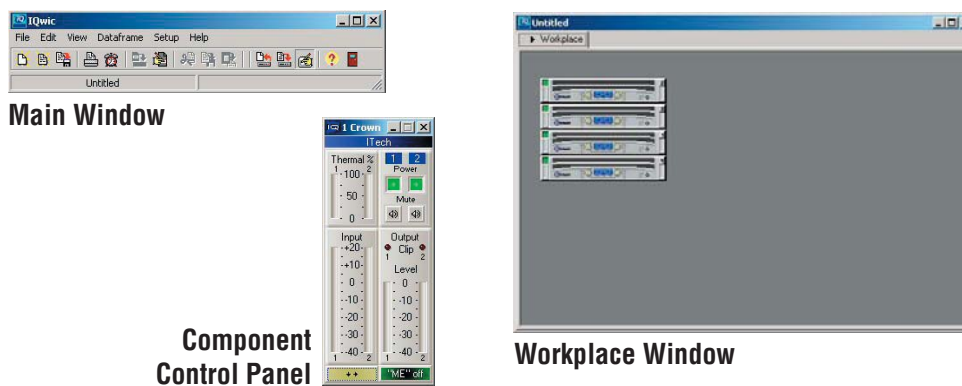 IQwic
File Edit View Dataframe Setup Help
Untitled
Main Window
Untitled
Workplace
Workplace Window
1 Crown
ITech
Thermal %
1 2
100
50
0
1 2
Power
Mute
Input
+20
+10
0
-10
-20
-30
-40
1 2
++
Output
Clip
1 2
Level
0
-10
-20
-30
-40
1 2
"ME" off
Component
Control Panel